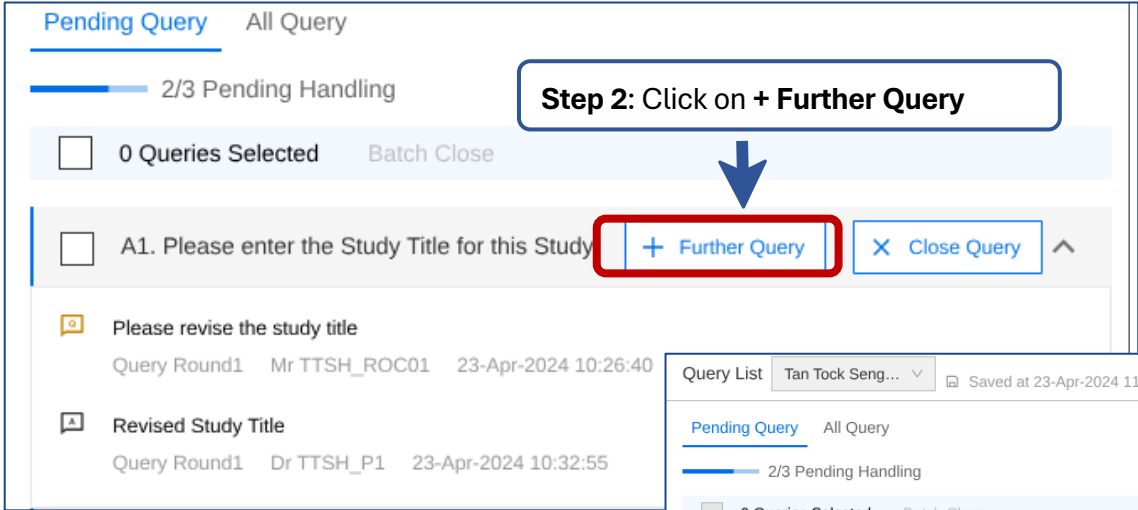 Pending Query All Query
2/3 Pending Handling
Step 2: Click on + Further Query
0 Queries Selected Batch Close
A1. Please enter the Study Title for this Study + Further Query X Close Query
Q
Please revise the study title
Query Round1 Mr TTSH_ROC01 23-Apr-2024 10:26:40
A
Revised Study Title
Query Round1 Dr TTSH_P1 23-Apr-2024 10:32:55
Query List Tan Tock Seng... Saved at 23-Apr-2024 11
Pending Query All Query
2/3 Pending Handling